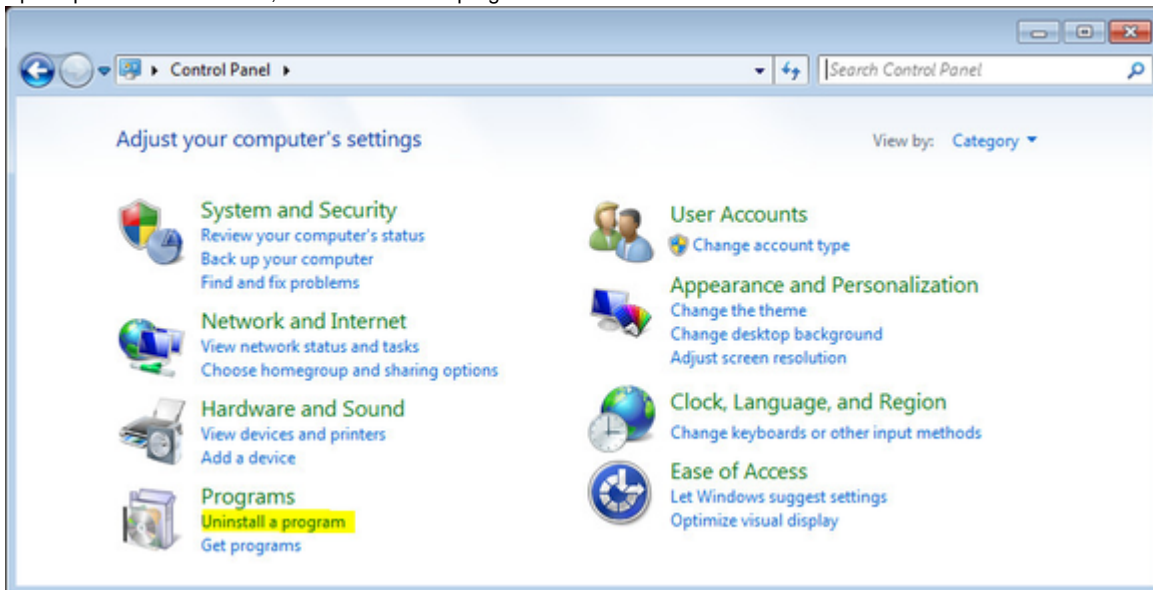 Control Panel
Search Control Panel
Adjust your computer's settings
View by: Category
System and Security
Review your computer's status
Back up your computer
Find and fix problems
Network and Internet
View network status and tasks
Choose homegroup and sharing options
Hardware and Sound
View devices and printers
Add a device
Programs
Uninstall a program
Get programs
User Accounts
Change account type
Appearance and Personalization
Change the theme
Change desktop background
Adjust screen resolution
Clock, Language, and Region
Change keyboards or other input methods
Ease of Access
Let Windows suggest settings
Optimize visual display